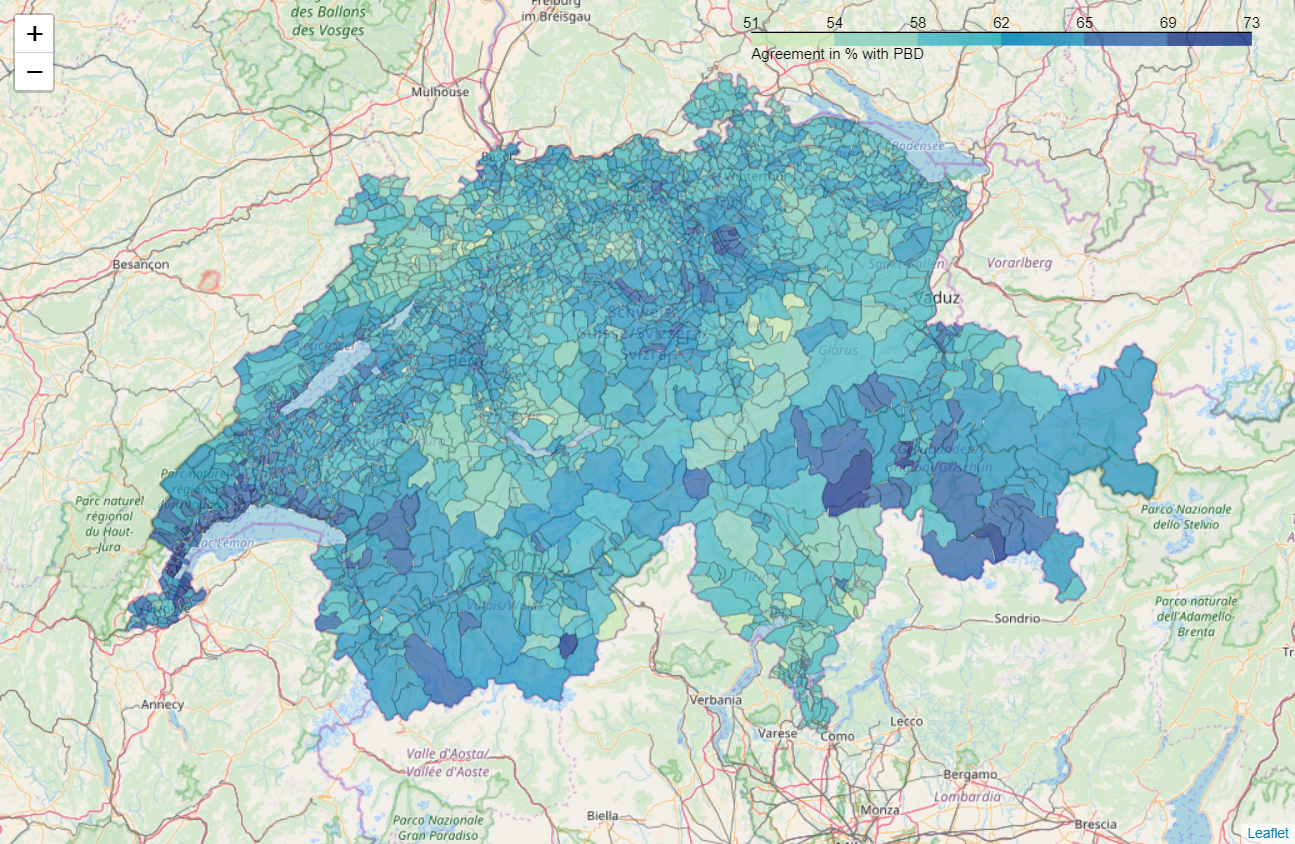 +
−
51 54 58 62 65 69 73
Agreement in % with PBD
des Ballons
des Vosges
Freiburg
im Breisgau
Mulhouse
Bodensee
Besançon
Vorarlberg
Vaduz
Glarus
Bern
Parc naturel
régional
du Haut-
Jura
Parco Nazionale
dello Stelvio
Ticino
Sondrio
Parco naturale
dell'Adamello-
Brenta
Annecy
Verbania
Varese
Como
Lecco
Valle d'Aosta/
Vallée d'Aoste
Bergamo
Lombardia
Biella
Monza
Brescia
Parco Nazionale
Gran Paradiso
Leaflet